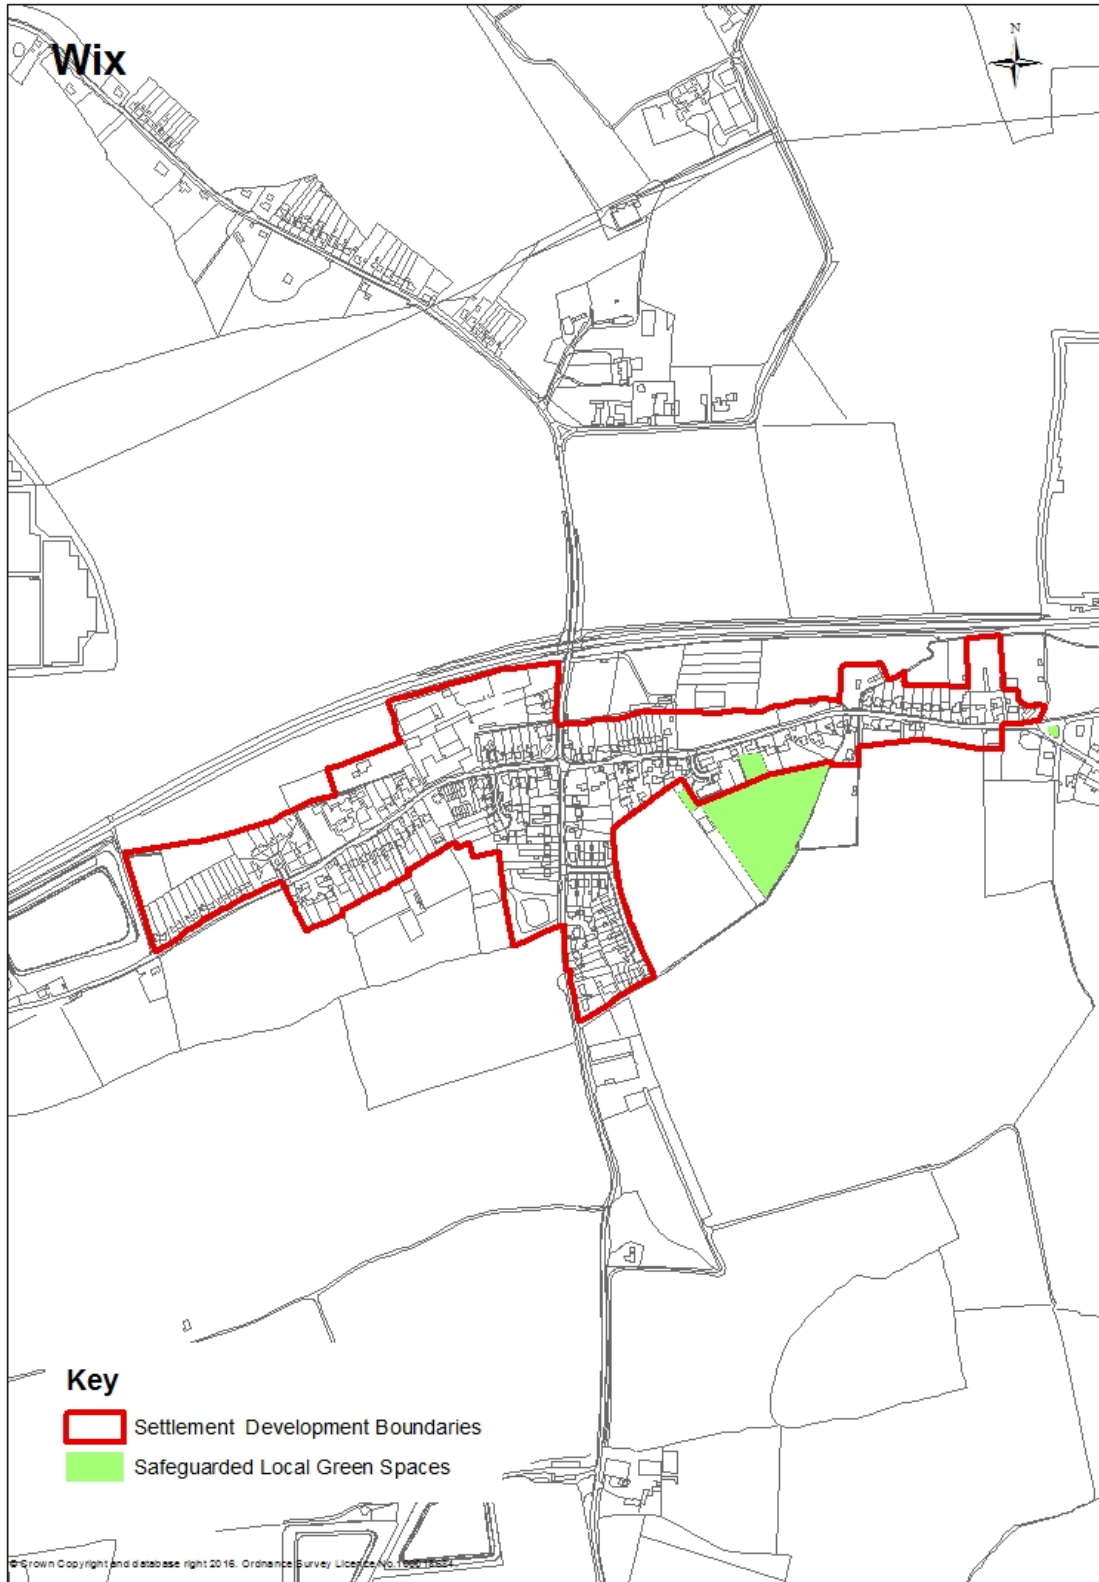 Wix
N
Key
Settlement Development Boundaries
Safeguarded Local Green Spaces
© Crown Copyright and database right 2016. Ordnance Survey Licence No.